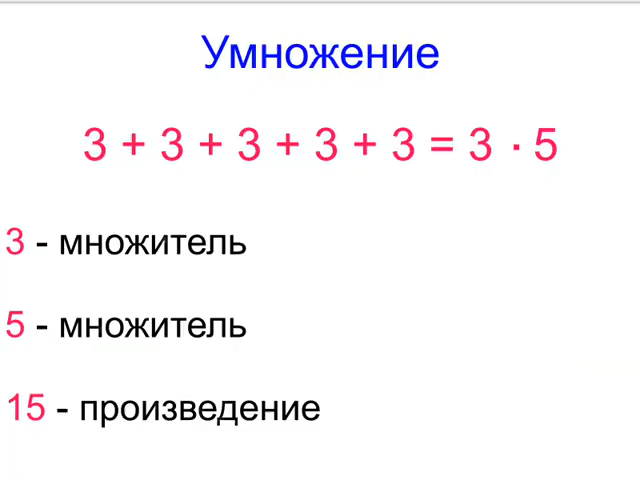 Умножение
3 + 3 + 3 + 3 + 3 = 3 · 5
3 - множитель
5 - множитель
15 - произведение